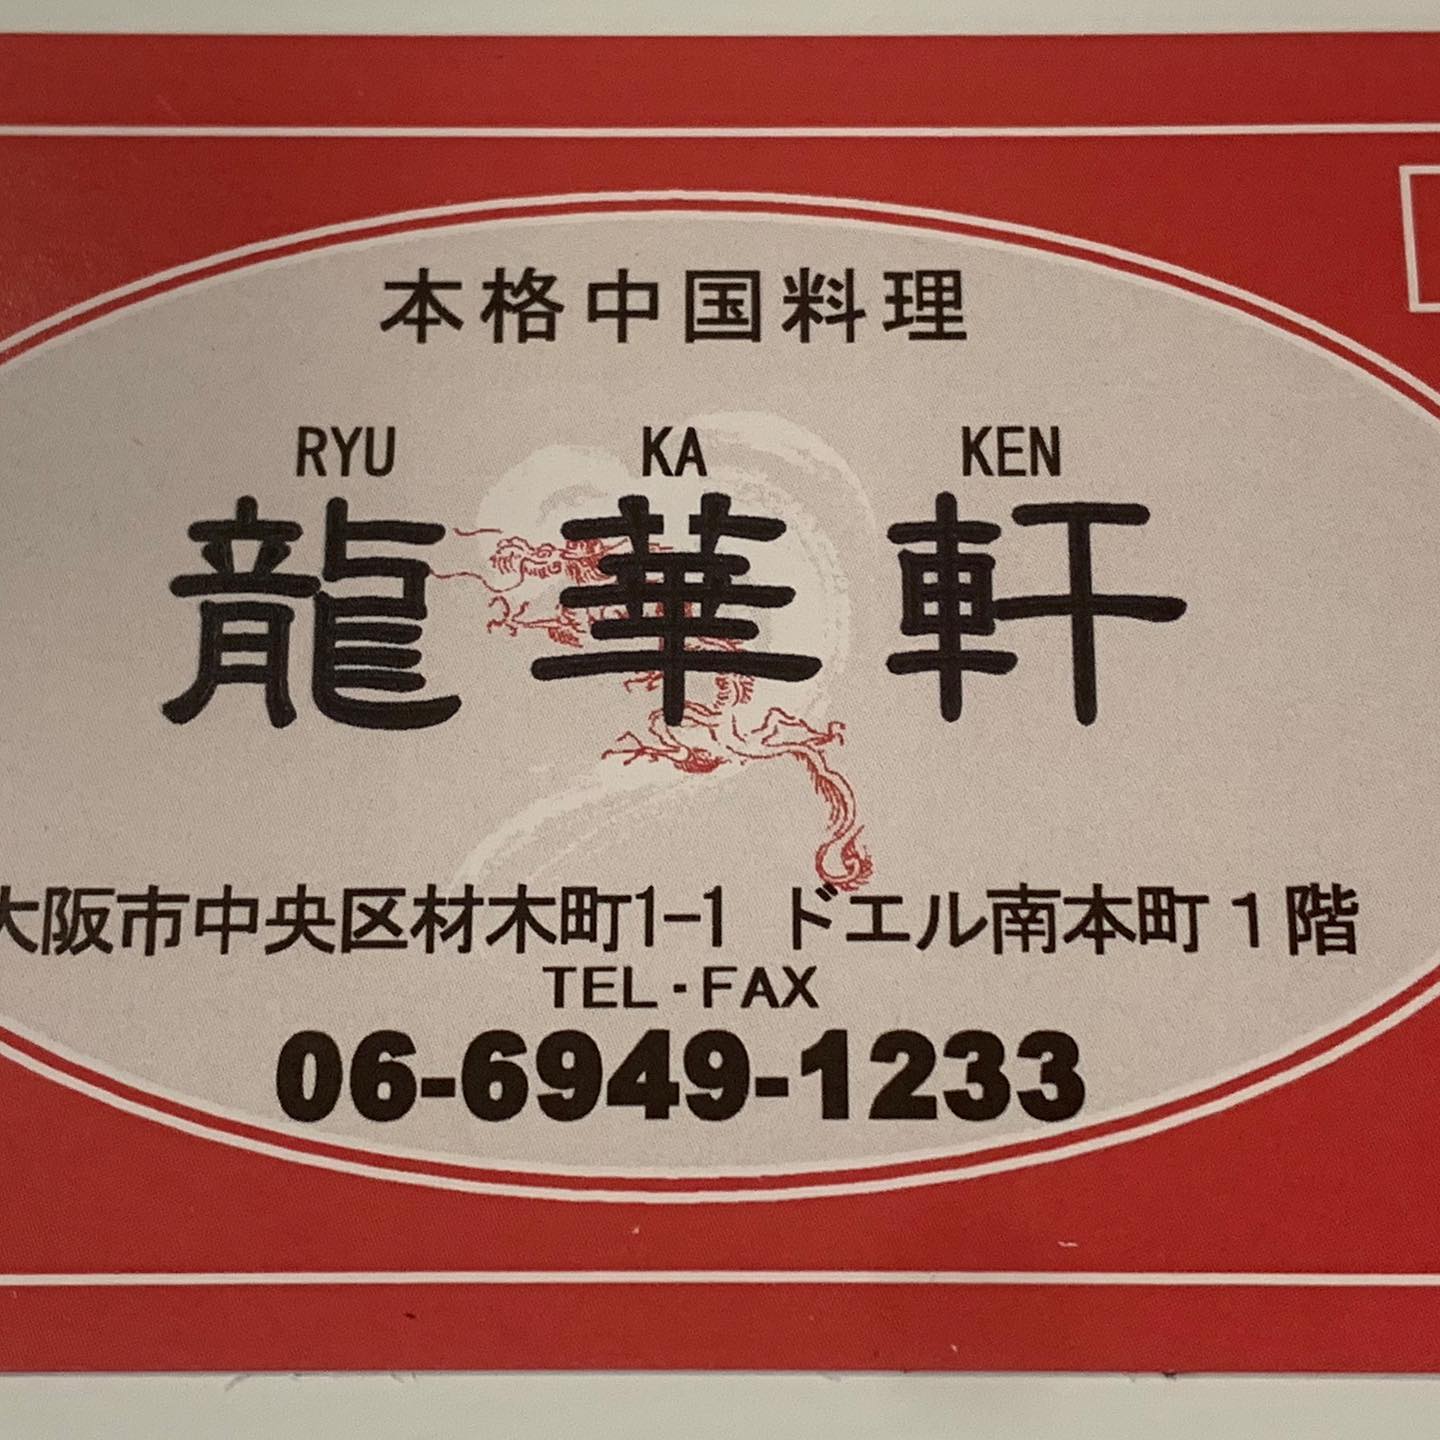 本格中国料理
RYU KA KEN
龍華軒
大阪市中央区材木町1-1 ドエル南本町1階
TEL・FAX
06-6949-1233